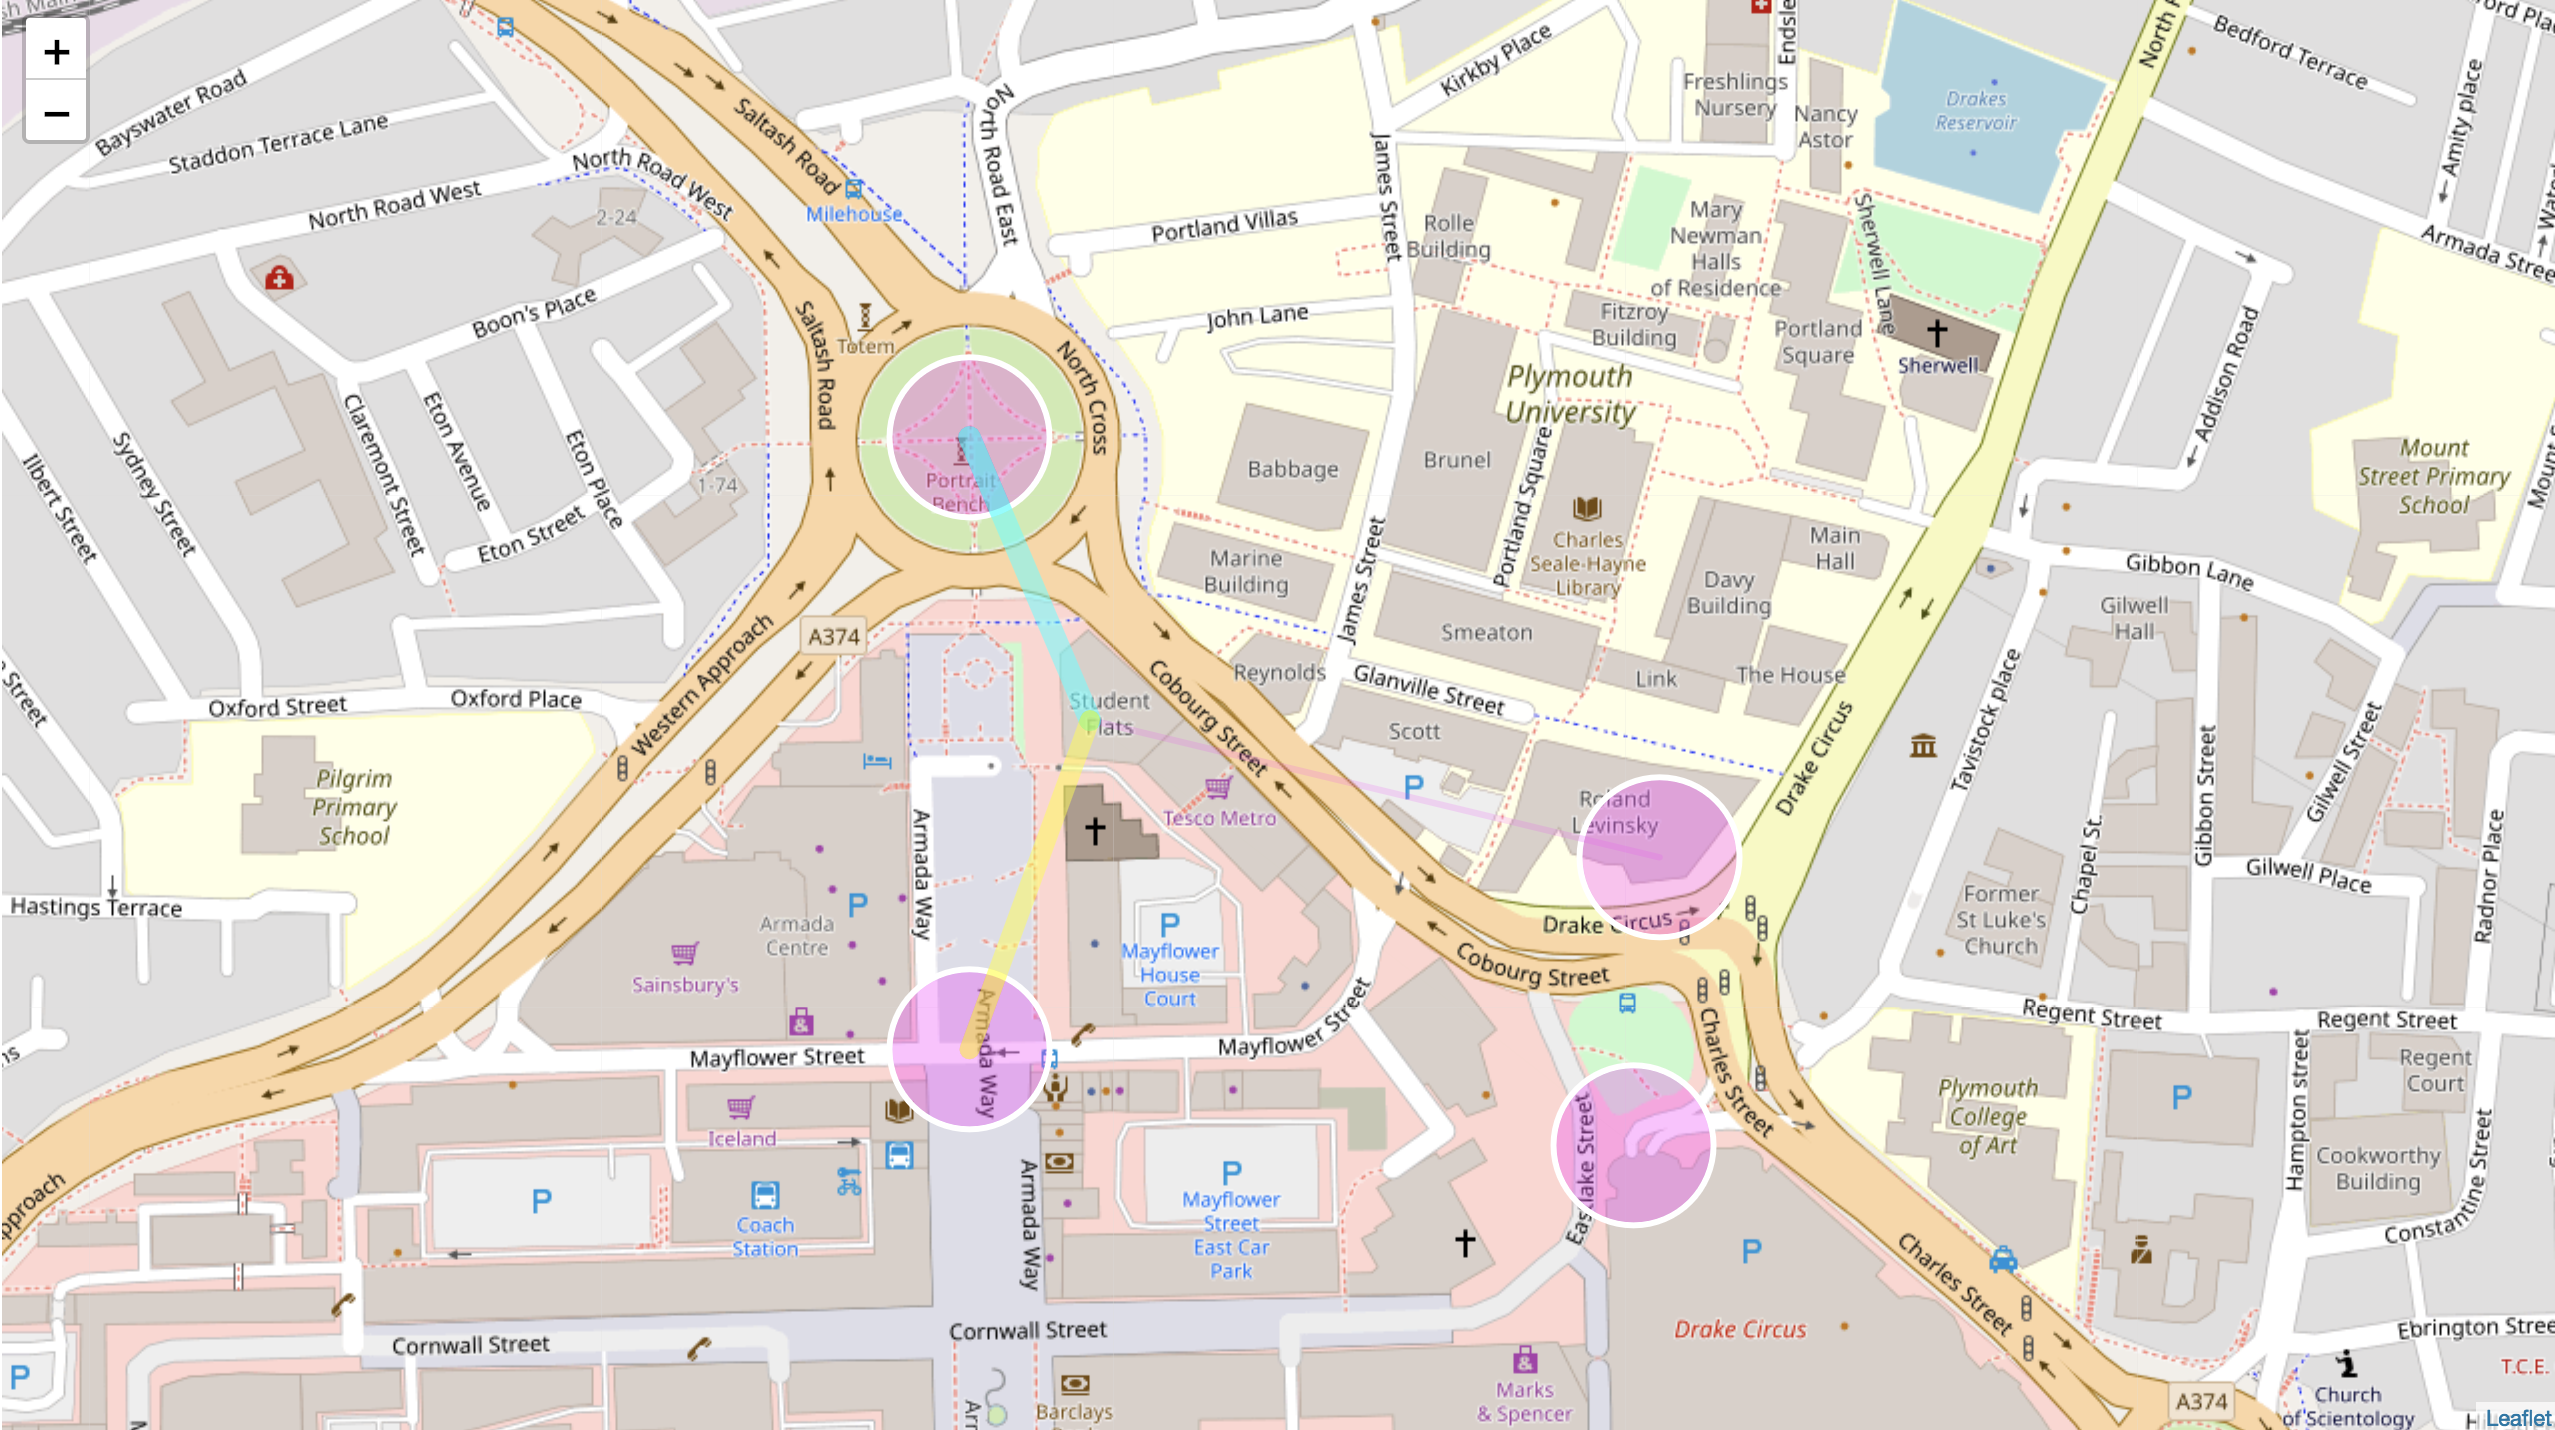 +
−
Bayswater Road
Staddon Terrace Lane
North Road West
North Road West
Saltash Road
Milehouse
North Road East
2-24
Boon's Place
Saltash Road
Totem
North Cross
Portrait
Bench
Claremont Street
Eton Avenue
Eton Place
Eton Street
Sydney Street
Ilbert Street
1-74
Oxford Street
Oxford Place
Western Approach
A374
Pilgrim
Primary
School
Hastings Terrace
Portland Villas
John Lane
James Street
Kirkby Place
Freshlings
Nursery
Nancy
Astor
Drakes
Reservoir
Rolle
Building
Mary
Newman
Halls
of Residence
Fitzroy
Building
Portland
Square
Sherwell Lane
Sherwell
Plymouth
University
Babbage
Brunel
Portland Square
Charles
Seale-Hayne
Library
Marine
Building
James Street
Smeaton
Davy
Building
Main
Hall
Reynolds
Glanville Street
Link
The House
Scott
P
Student
Flats
Cobourg Street
Tesco Metro
Roland
Levinsky
Drake Circus
Drake Circus
Cobourg Street
Bedford Terrace
Amity place
Armada Stree
Addison Road
Mount
Street Primary
School
Gibbon Lane
Gilwell
Hall
Tavistock place
Gibbon Street
Gilwell Street
Chapel St.
Gilwell Place
Radnor Place
Former
St Luke's
Church
Regent Street
Regent Street
Regent
Court
Hampton street
Cookworthy
Building
Constantine Street
Plymouth
College
of Art
P
Armada Way
Armada
Centre
P
Sainsbury's
P
Mayflower
House
Court
Mayflower Street
Mayflower Street
Armada Way
Armada Way
Iceland
P
Coach
Station
P
Mayflower
Street
East Car
Park
Eastlake Street
Charles Street
Charles Street
P
Drake Circus
Cornwall Street
Cornwall Street
P
Barclays
Marks
& Spencer
A374
Ebrington Stree
T.C.E.
Church
of Scientology
Leaflet